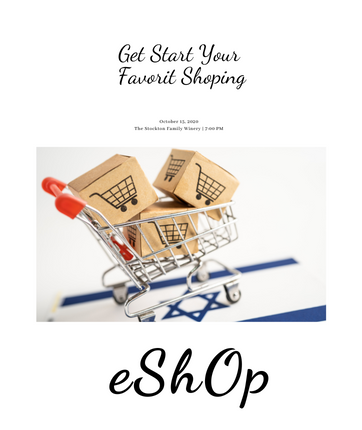 Get Start Your
Favorit Shoping
October 15, 2020
The Stockton Family Winery | 7:00 PM
eShOp